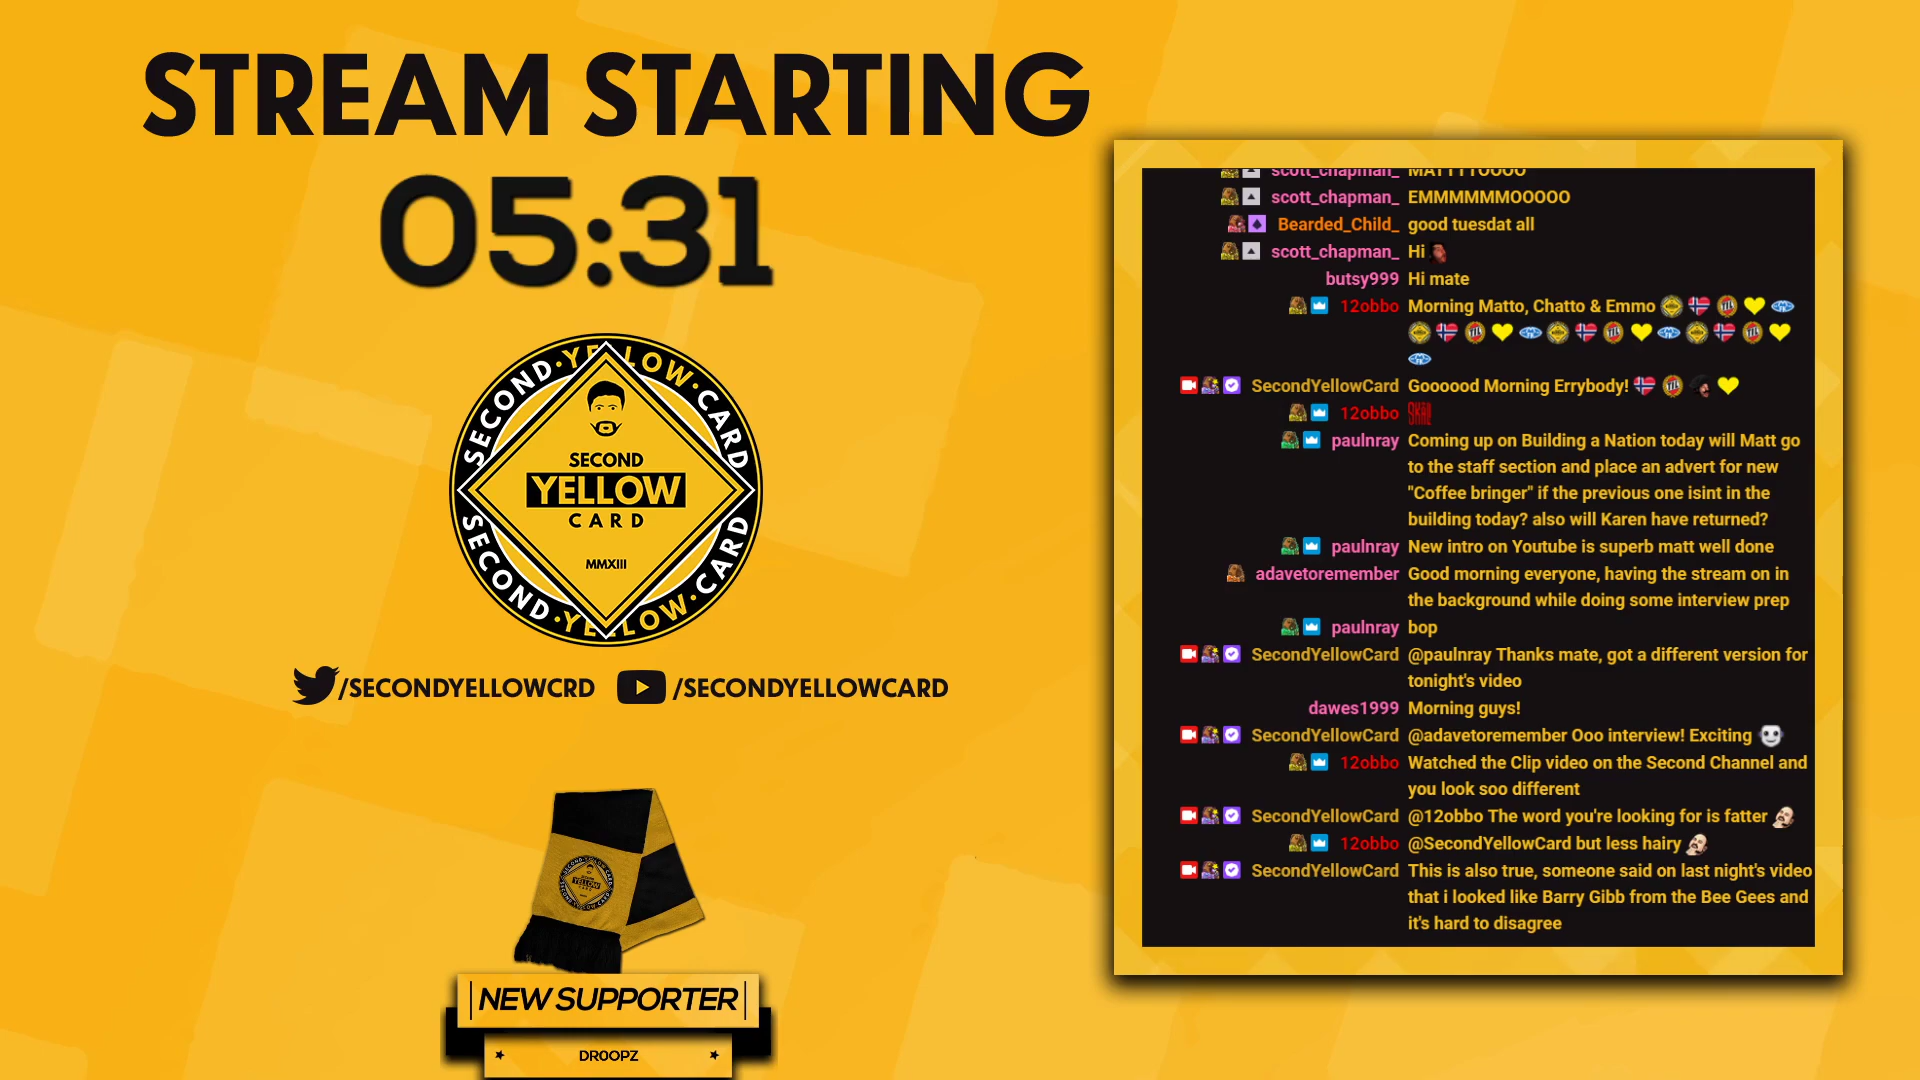 STREAM STARTING
05:31
SECOND·YELLOW·CARD
SECOND
YELLOW
CARD
MMXIII
SECOND·YELLOW·CARD
/SECONDYELLOWCRD /SECONDYELLOWCARD
NEW SUPPORTER
DROOPZ
scott_chapman_ MATTTTOOOO
scott_chapman_ EMMMMMMOOOOO
Bearded_Child_ good tuesdat all
scott_chapman_ Hi
butsy999 Hi mate
12obbo Morning Matto, Chatto & Emmo
SecondYellowCard Goooood Morning Errybody!
12obbo
paulnray Coming up on Building a Nation today will Matt go
to the staff section and place an advert for new
"Coffee bringer" if the previous one isint in the
building today? also will Karen have returned?
paulnray New intro on Youtube is superb matt well done
adavetoremember Good morning everyone, having the stream on in
the background while doing some interview prep
paulnray bop
SecondYellowCard @paulnray Thanks mate, got a different version for
tonight's video
dawes1999 Morning guys!
SecondYellowCard @adavetoremember Ooo interview! Exciting
12obbo Watched the Clip video on the Second Channel and
you look soo different
SecondYellowCard @12obbo The word you're looking for is fatter
12obbo @SecondYellowCard but less hairy
SecondYellowCard This is also true, someone said on last night's video
that i looked like Barry Gibb from the Bee Gees and
it's hard to disagree